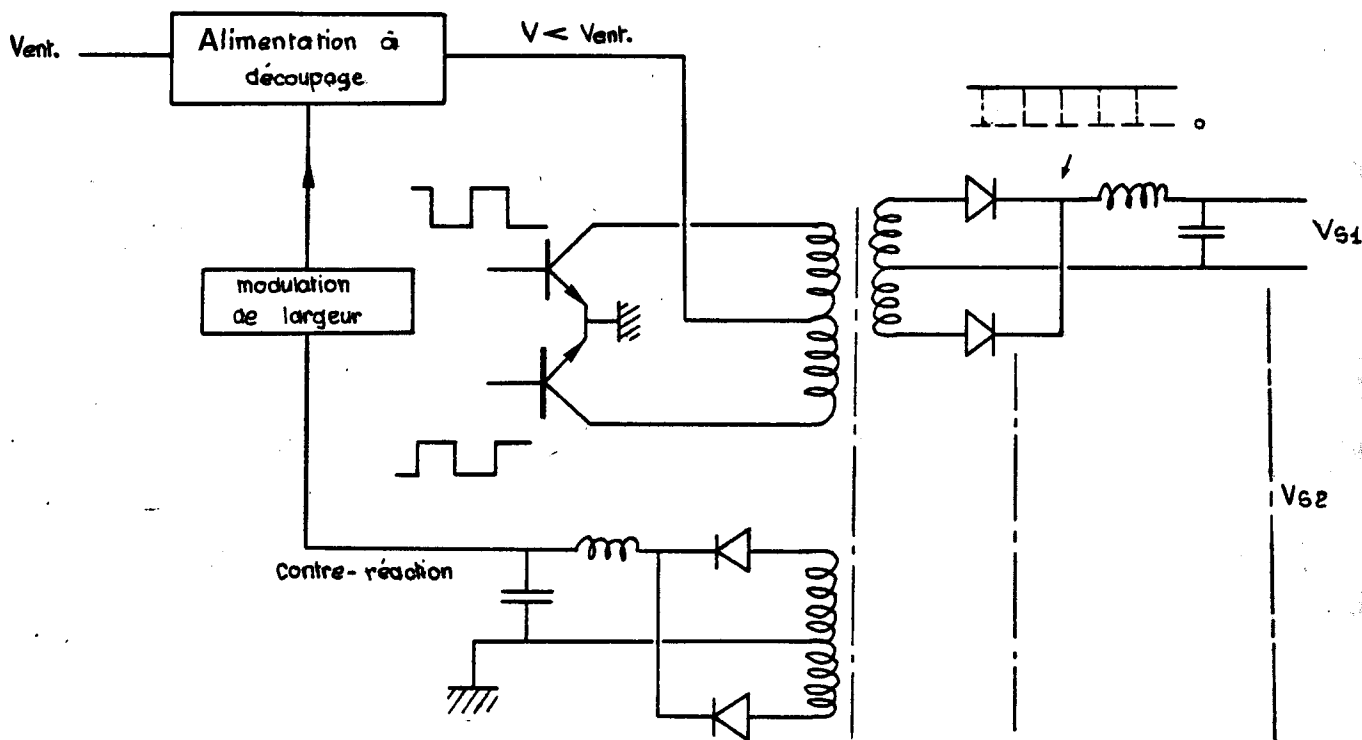 Vent.
Alimentation à
découpage
V < Vent.
o
modulation
de largeur
VS1
VS2
Contre-réaction